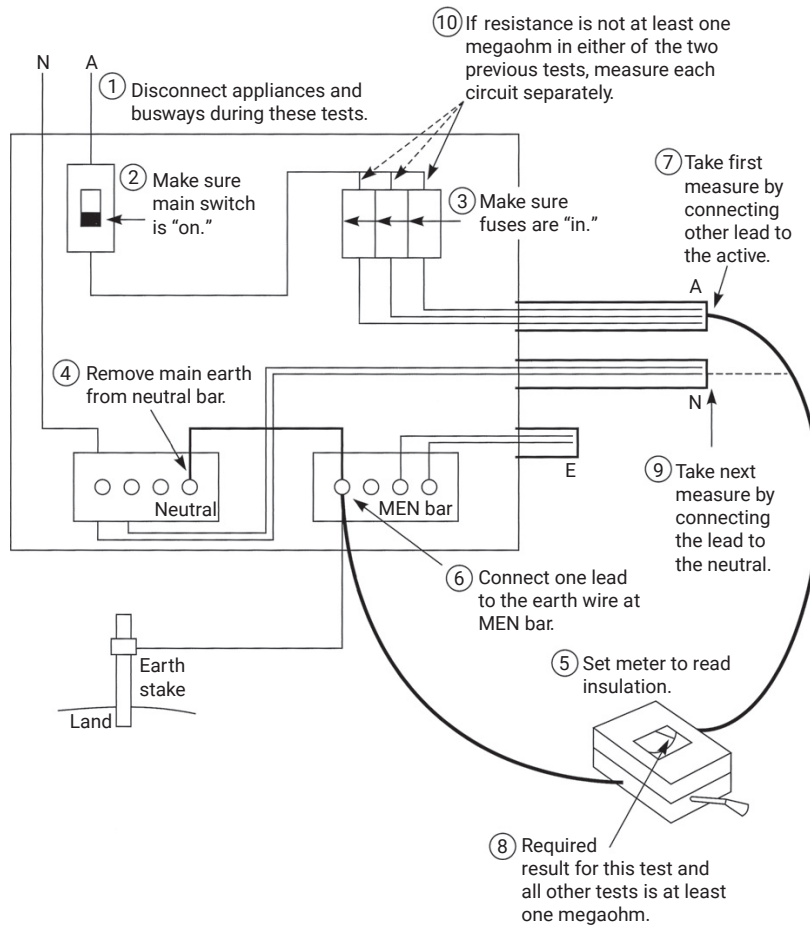 N
A
① Disconnect appliances and
busways during these tests.
⑩ If resistance is not at least one
megaohm in either of the two
previous tests, measure each
circuit separately.
② Make sure
main switch
is “on.”
③ Make sure
fuses are “in.”
⑦ Take first
measure by
connecting
other lead to
the active.
A
④ Remove main earth
from neutral bar.
N
E
⑨ Take next
measure by
connecting
the lead to
the neutral.
Neutral
MEN bar
⑥ Connect one lead
to the earth wire at
MEN bar.
Earth
stake
Land
⑤ Set meter to read
insulation.
⑧ Required
result for this test and
all other tests is at least
one megaohm.